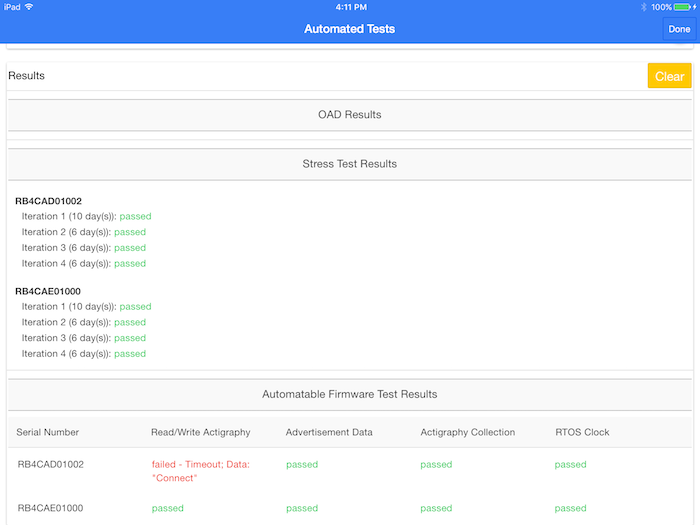 iPad 4:11 PM 100%
Automated Tests Done
Results Clear
OAD Results
Stress Test Results
RB4CAD01002
Iteration 1 (10 day(s)): passed
Iteration 2 (6 day(s)): passed
Iteration 3 (6 day(s)): passed
Iteration 4 (6 day(s)): passed
RB4CAE01000
Iteration 1 (10 day(s)): passed
Iteration 2 (6 day(s)): passed
Iteration 3 (6 day(s)): passed
Iteration 4 (6 day(s)): passed
Automatable Firmware Test Results
Serial Number Read/Write Actigraphy Advertisement Data Actigraphy Collection RTOS Clock
RB4CAD01002 failed - Timeout; Data: passed passed passed
"Connect"
RB4CAE01000 passed passed passed passed